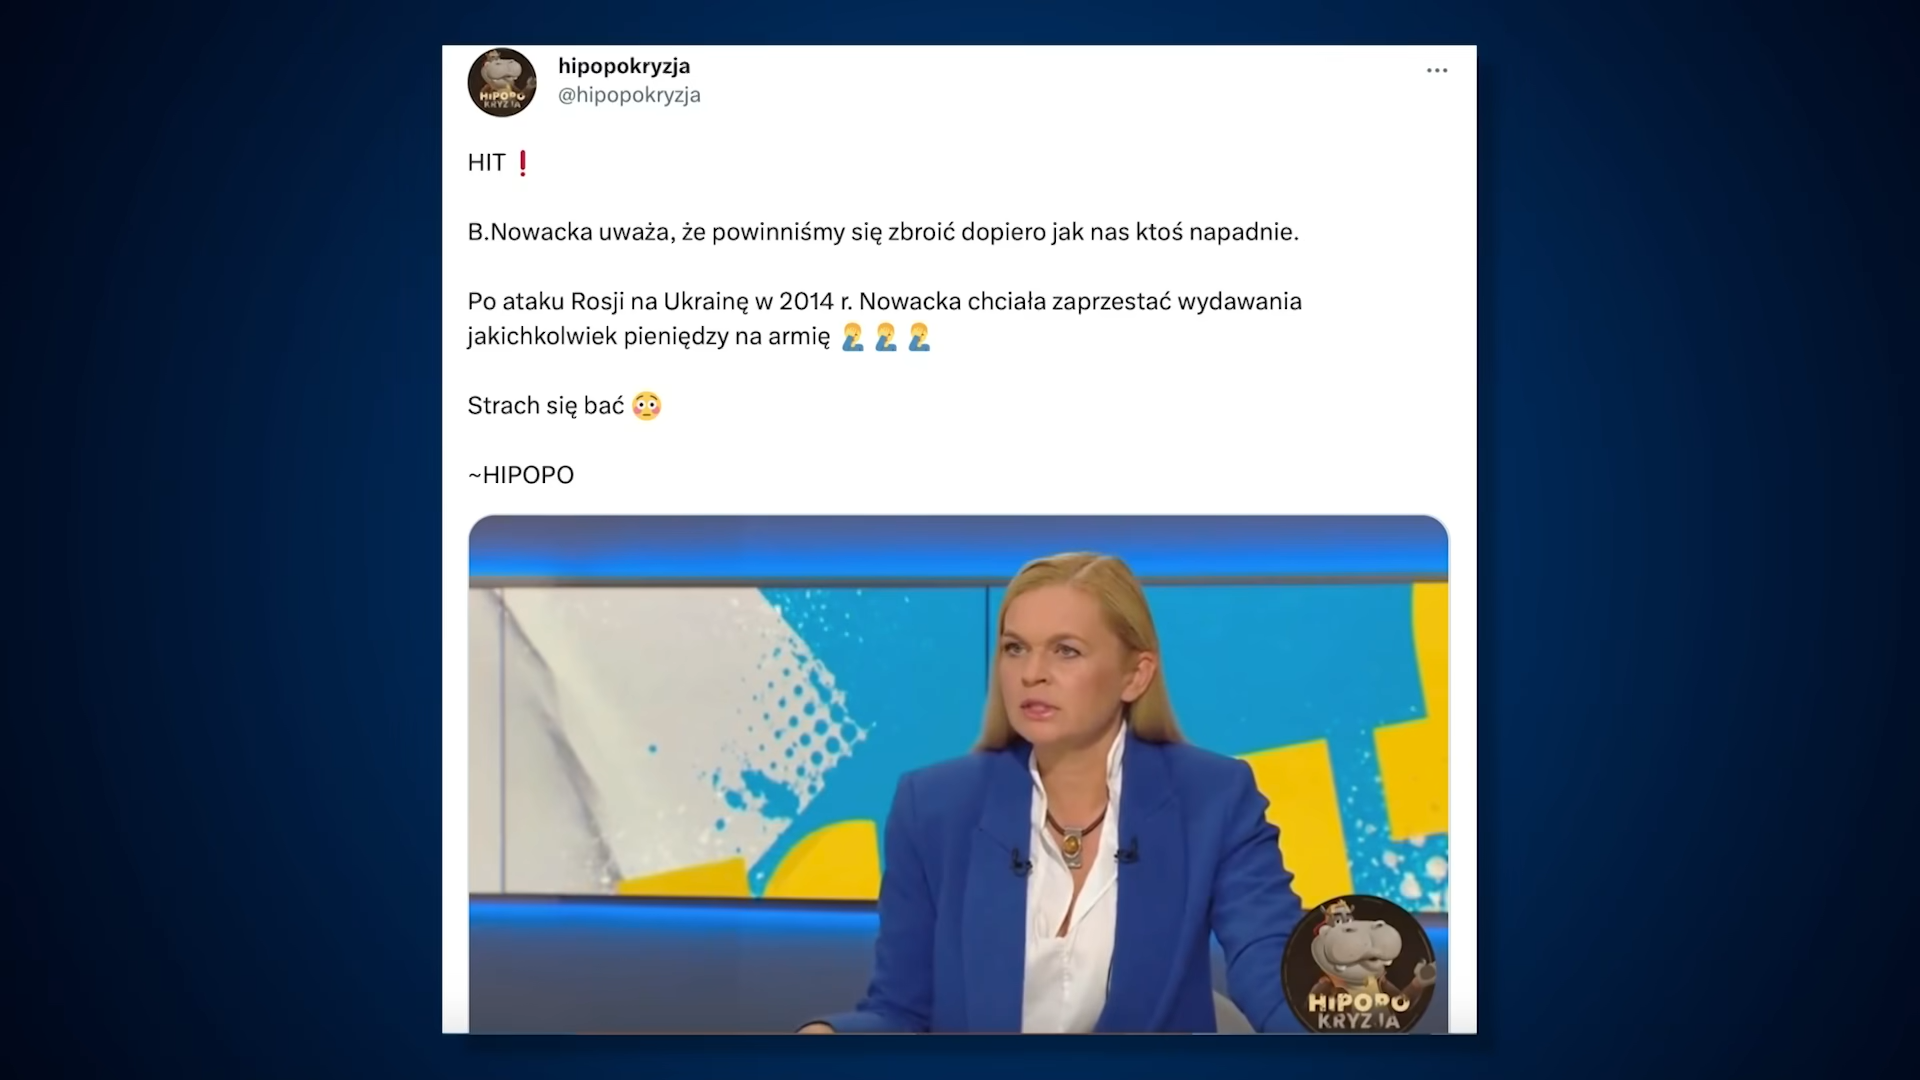 HIPOPO
KRYZJA
hipopokryzja
@hipopokryzja
HIT❗
B.Nowacka uważa, że powinniśmy się zbroić dopiero jak nas ktoś napadnie.
Po ataku Rosji na Ukrainę w 2014 r. Nowacka chciała zaprzestać wydawania
jakichkolwiek pieniędzy na armię 🤦‍♂️ 🤦‍♂️ 🤦‍♂️
Strach się bać 😳
~HIPOPO
HIPOPO
KRYZJA